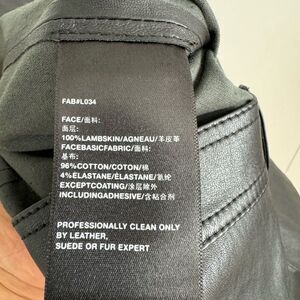 FAB#L034
FACE/面料:
面层:
100%LAMBSKIN/AGNEAU/羊皮革
FACEBASICFABRIC/面料:
基布:
96%COTTON/COTON/棉
4%ELASTANE/ÉLASTANE/氨纶
EXCEPTCOATING/涂层除外
INCLUDINGADHESIVE/含粘合剂
PROFESSIONALLY CLEAN ONLY
BY LEATHER,
SUEDE OR FUR EXPERT